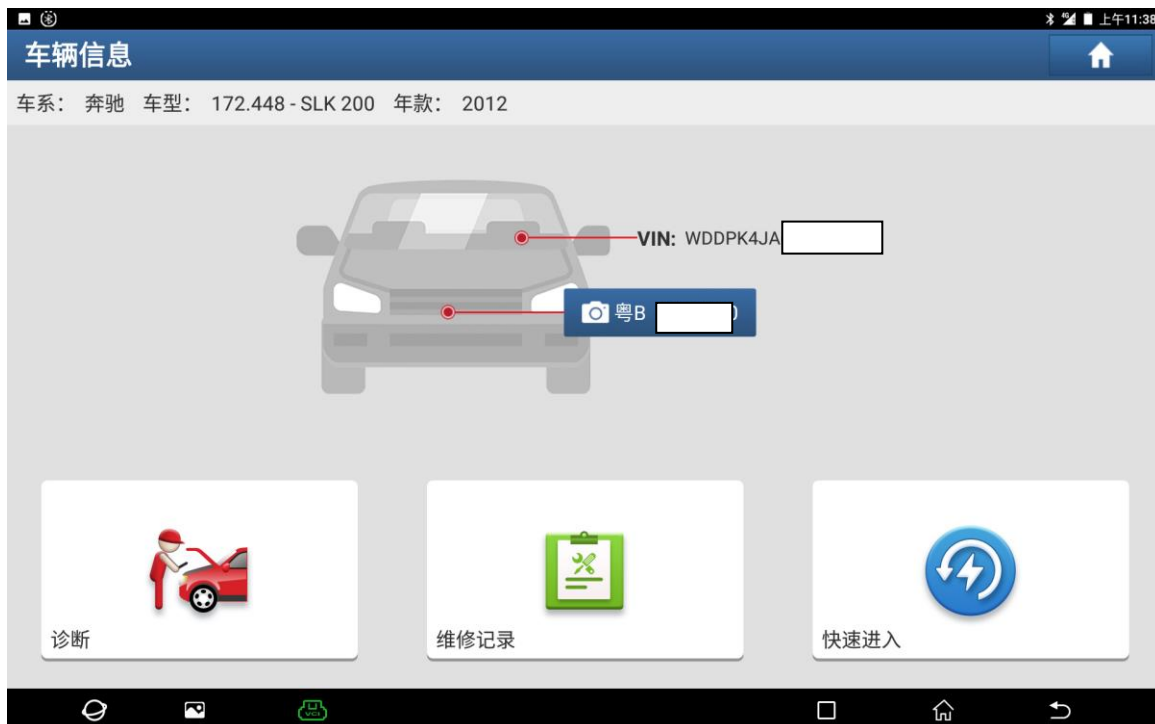 上午11:38
车辆信息
车系： 奔驰 车型： 172.448 - SLK 200 年款： 2012
VIN: WDDPK4JA
粤B
诊断
维修记录
快速进入
VCI